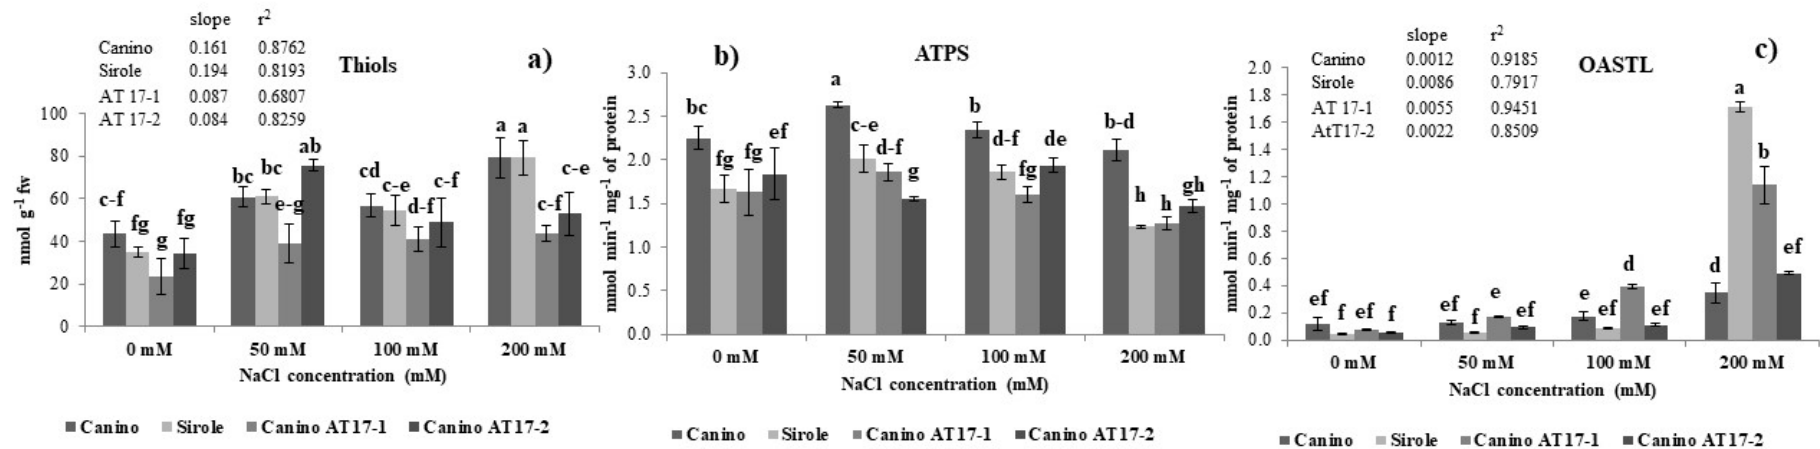 slope r²
Canino 0.161 0.8762
Sirole 0.194 0.8193
AT 17-1 0.087 0.6807
AT 17-2 0.084 0.8259
Thiols
a)
nmol g⁻¹ fw
100
80
60
40
20
0
c-f fg g fg
bc bc e-g ab
cd c-e d-f c-f
a a c-f c-e
0 mM 50 mM 100 mM 200 mM
NaCl concentration (mM)
Canino Sirole Canino AT17-1 Canino AT17-2
b)
ATPS
mmol min⁻¹ mg⁻¹ of protein
3.0
2.5
2.0
1.5
1.0
0.5
0.0
bc fg fg ef
a c-e d-f g
b d-f fg de
b-d h h gh
0 mM 50 mM 100 mM 200 mM
NaCl concentration (mM)
Canino Sirole Canino AT17-1 Canino AT17-2
slope r²
Canino 0.0012 0.9185
Sirole 0.0086 0.7917
AT 17-1 0.0055 0.9451
AtT17-2 0.0022 0.8509
OASTL
c)
mmol min⁻¹ mg⁻¹ of protein
2.0
1.8
1.6
1.4
1.2
1.0
0.8
0.6
0.4
0.2
0.0
ef f ef f
ef f e ef
e ef d ef
d a b ef
0 mM 50 mM 100 mM 200 mM
NaCl concentration (mM)
Canino Sirole Canino AT17-1 Canino AT17-2